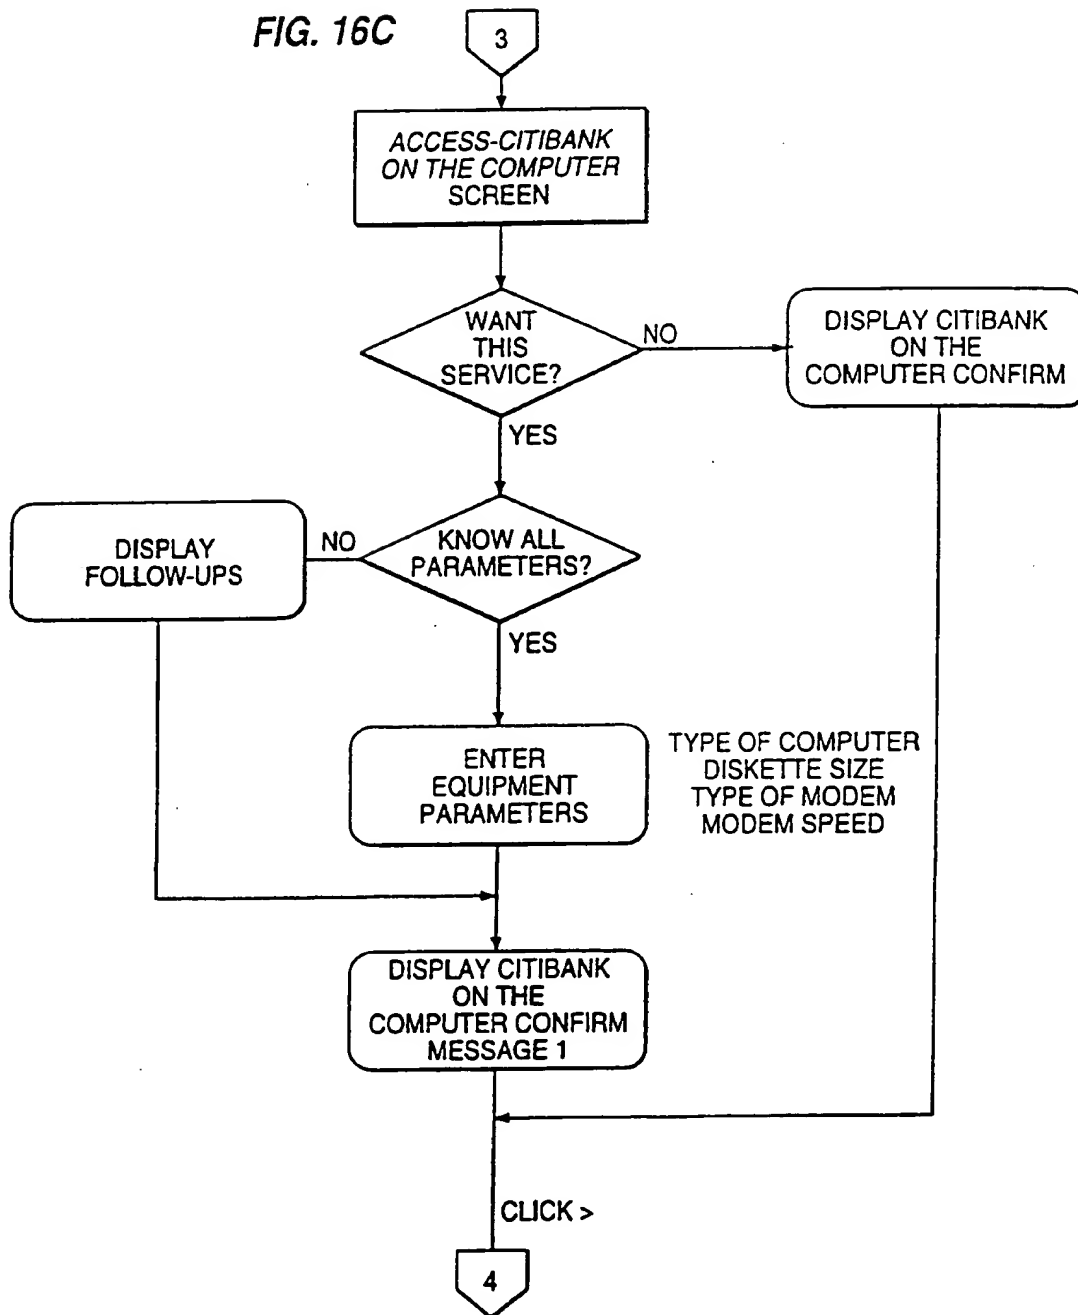 FIG. 16C
3
ACCESS-CITIBANK
ON THE COMPUTER
SCREEN
WANT
THIS
SERVICE?
NO
DISPLAY CITIBANK
ON THE
COMPUTER CONFIRM
YES
DISPLAY
FOLLOW-UPS
NO
KNOW ALL
PARAMETERS?
YES
ENTER
EQUIPMENT
PARAMETERS
TYPE OF COMPUTER
DISKETTE SIZE
TYPE OF MODEM
MODEM SPEED
DISPLAY CITIBANK
ON THE
COMPUTER CONFIRM
MESSAGE 1
CLICK >
4